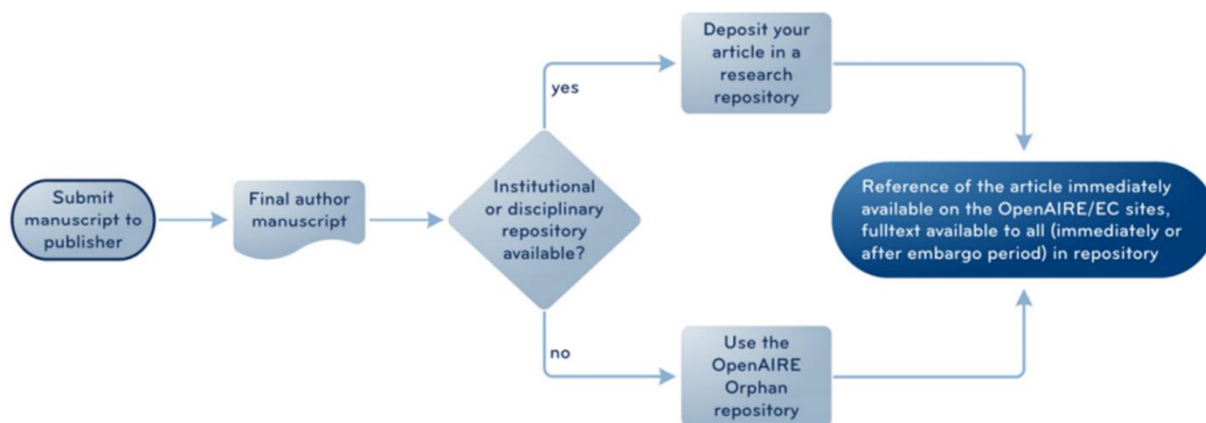 Submit
manuscript to
publisher
Final author
manuscript
Institutional
or disciplinary
repository
available?
yes
Deposit your
article in a
research
repository
no
Use the
OpenAIRE
Orphan
repository
Reference of the article immediately
available on the OpenAIRE/EC sites,
fulltext available to all (immediately or
after embargo period) in repository